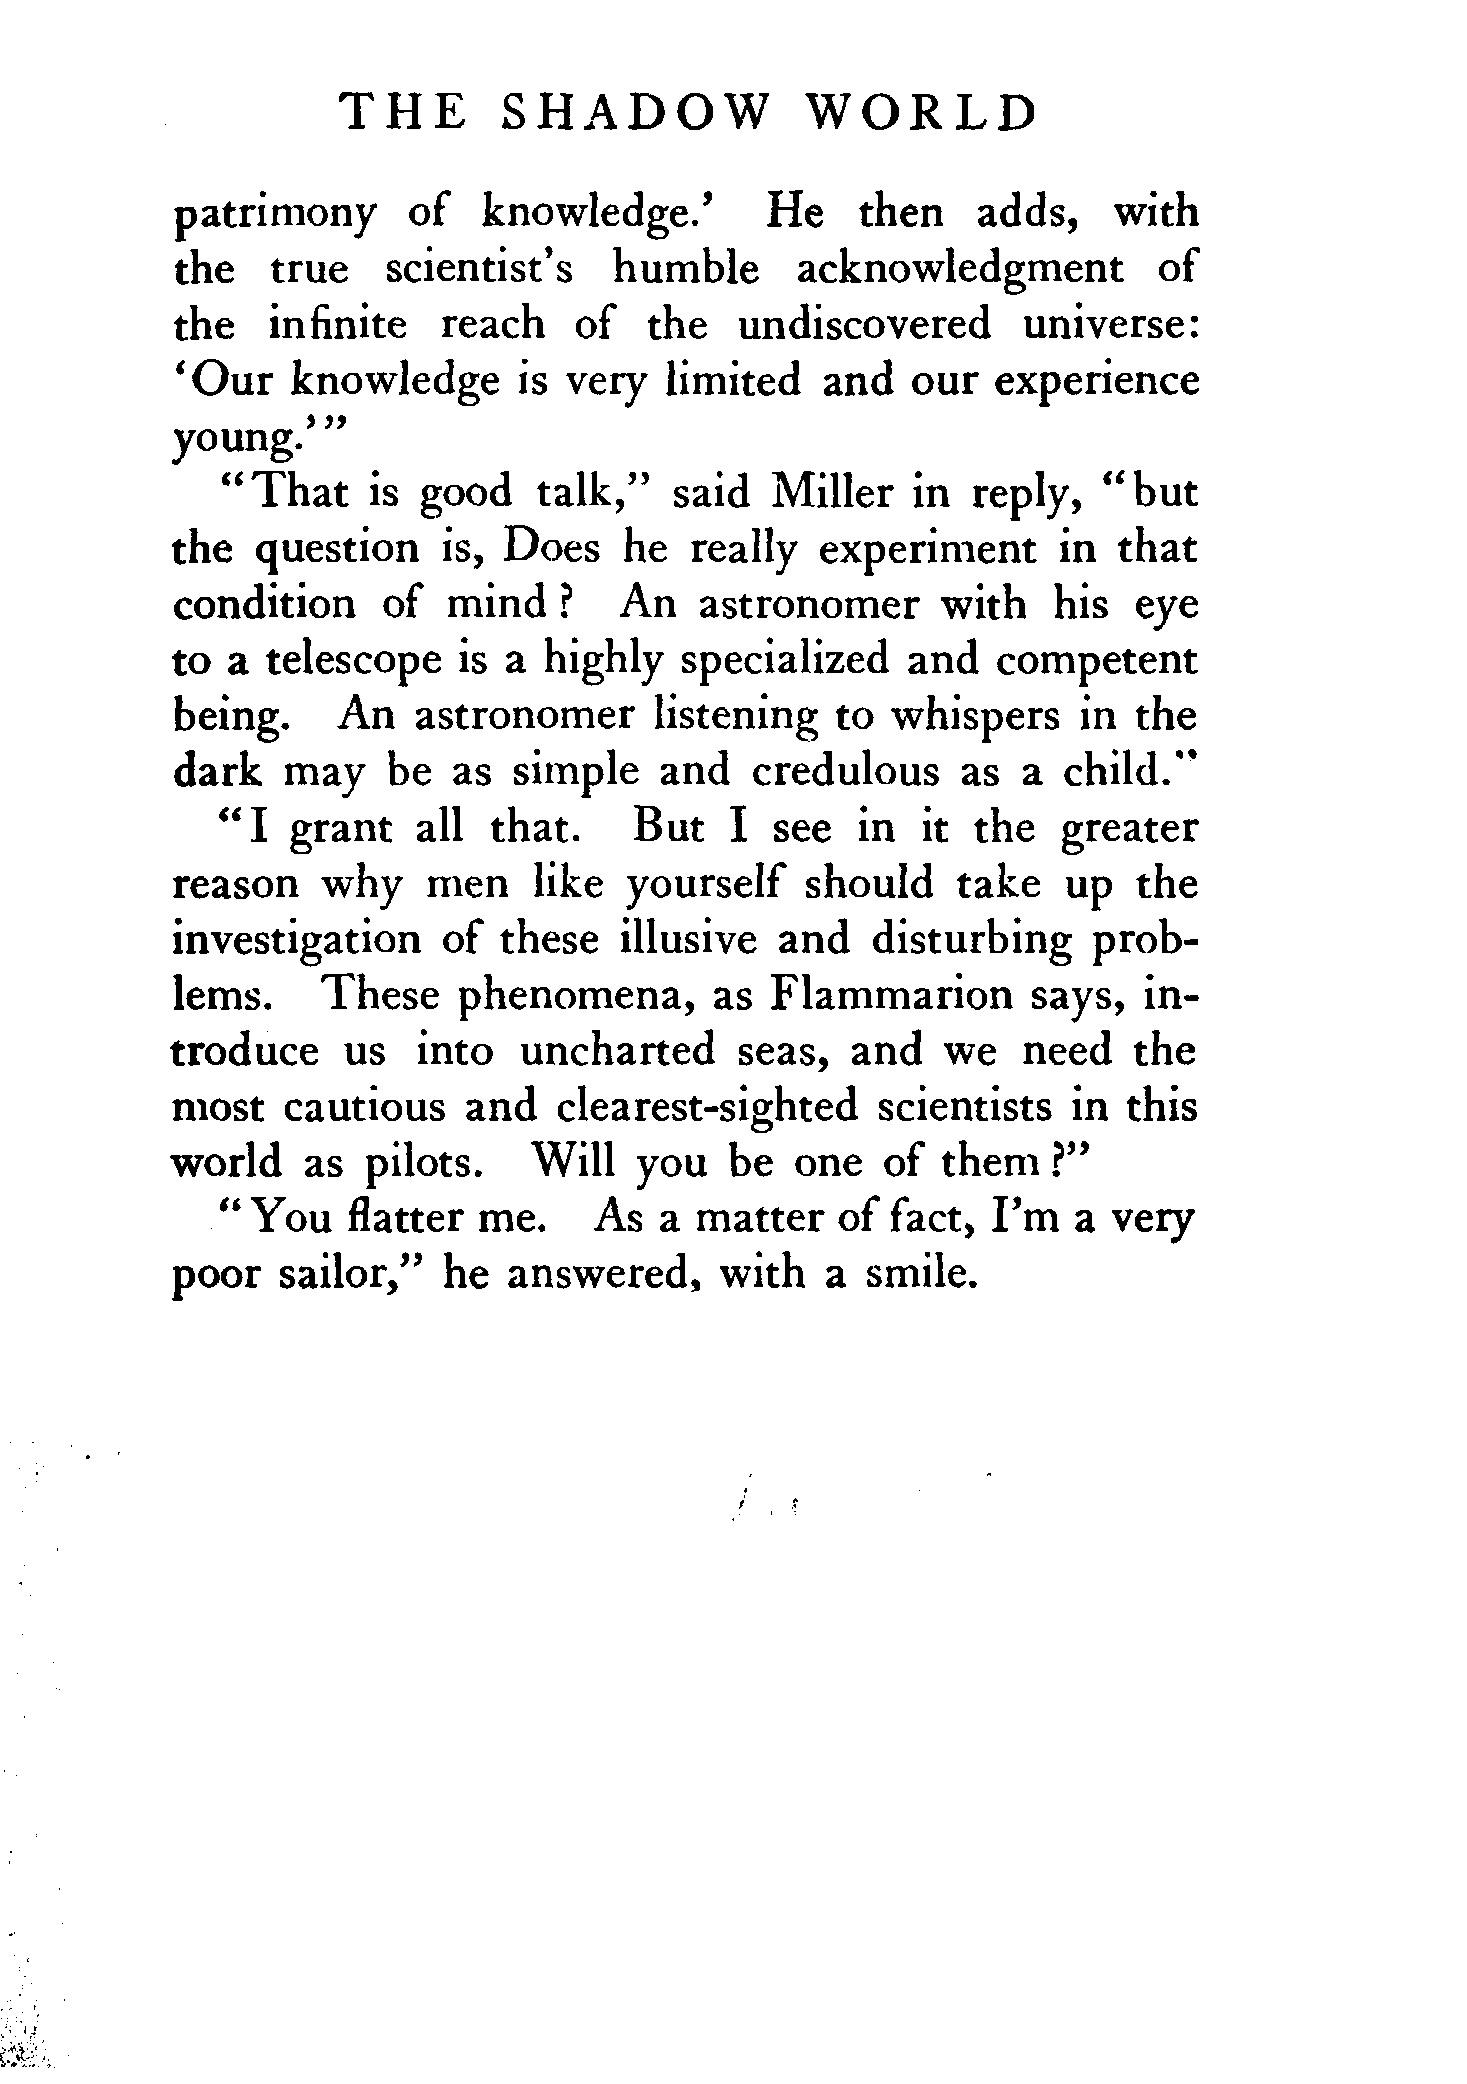 THE SHADOW WORLD
patrimony of knowledge.’ He then adds, with
the true scientist’s humble acknowledgment of
the infinite reach of the undiscovered universe:
‘Our knowledge is very limited and our experience
young.’”
“That is good talk,” said Miller in reply, “but
the question is, Does he really experiment in that
condition of mind? An astronomer with his eye
to a telescope is a highly specialized and competent
being. An astronomer listening to whispers in the
dark may be as simple and credulous as a child.”
“I grant all that. But I see in it the greater
reason why men like yourself should take up the
investigation of these illusive and disturbing prob-
lems. These phenomena, as Flammarion says, in-
troduce us into uncharted seas, and we need the
most cautious and clearest-sighted scientists in this
world as pilots. Will you be one of them?”
“You flatter me. As a matter of fact, I’m a very
poor sailor,” he answered, with a smile.